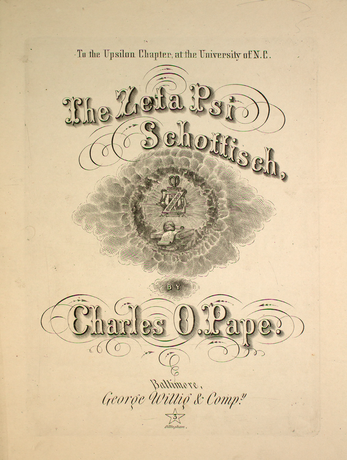 To the Upsilon Chapter, at the University of N.C.
The Zeta Psi
Schottisch,
BY
Charles O. Pape.
Baltimore,
George Willig & Compy.
3